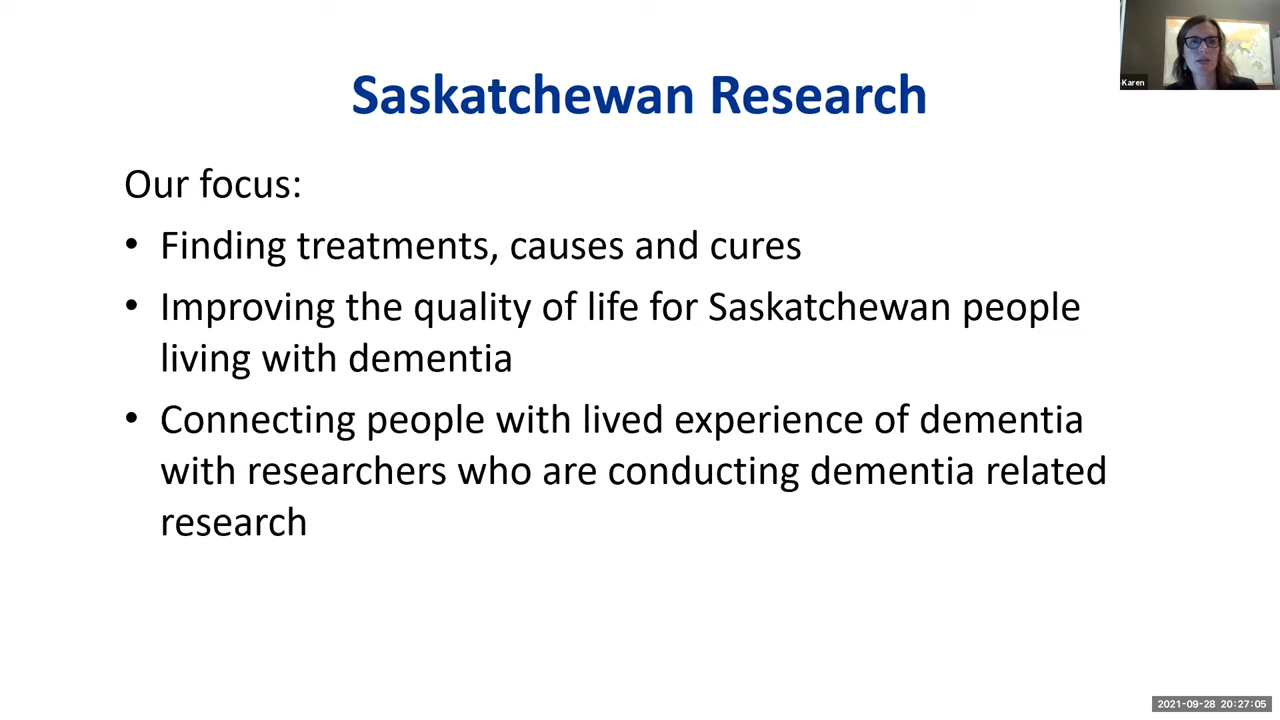 Saskatchewan Research
Karen
Our focus:
• Finding treatments, causes and cures
• Improving the quality of life for Saskatchewan people
living with dementia
• Connecting people with lived experience of dementia
with researchers who are conducting dementia related
research
2021-09-28 20:27:05